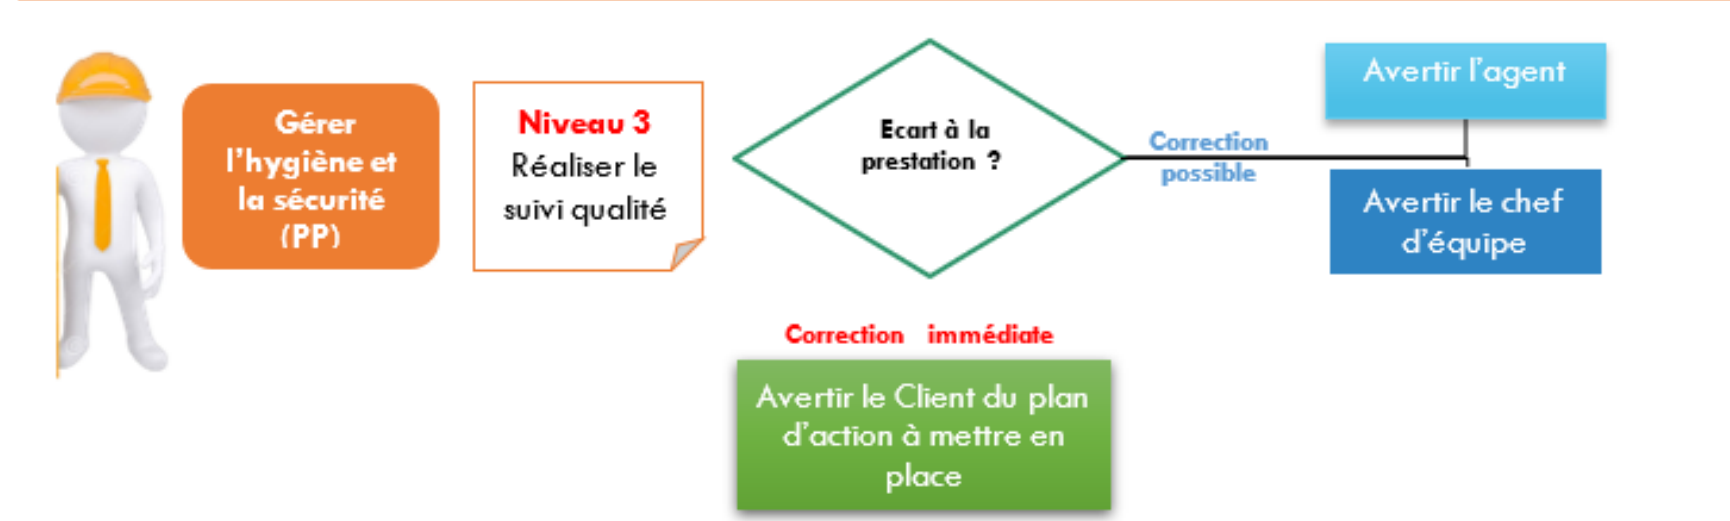 Gérer
l'hygiène et
la sécurité
(PP)
Niveau 3
Réaliser le
suivi qualité
Ecart à la
prestation ?
Correction
possible
Avertir l'agent
Avertir le chef
d'équipe
Correction immédiate
Avertir le Client du plan
d'action à mettre en
place